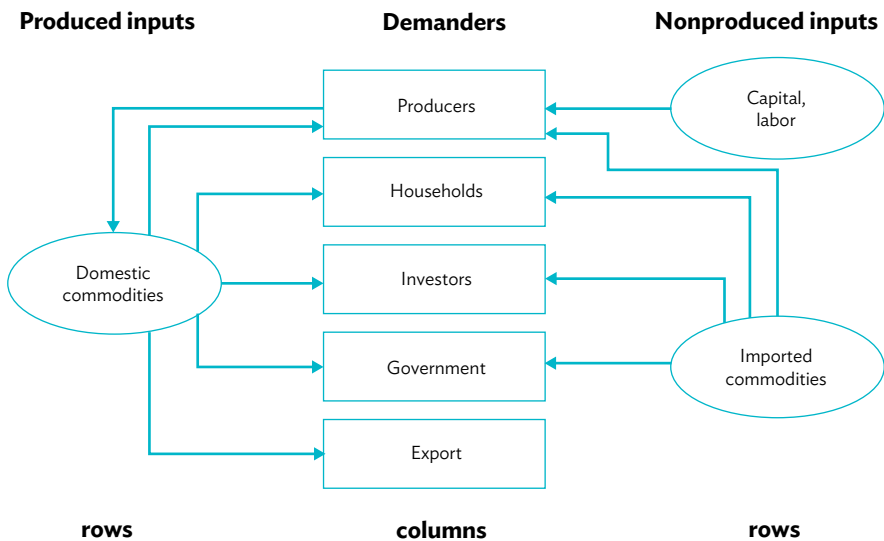 Produced inputs
Demanders
Nonproduced inputs
Producers
Capital,
labor
Households
Domestic
commodities
Investors
Government
Imported
commodities
Export
rows
columns
rows